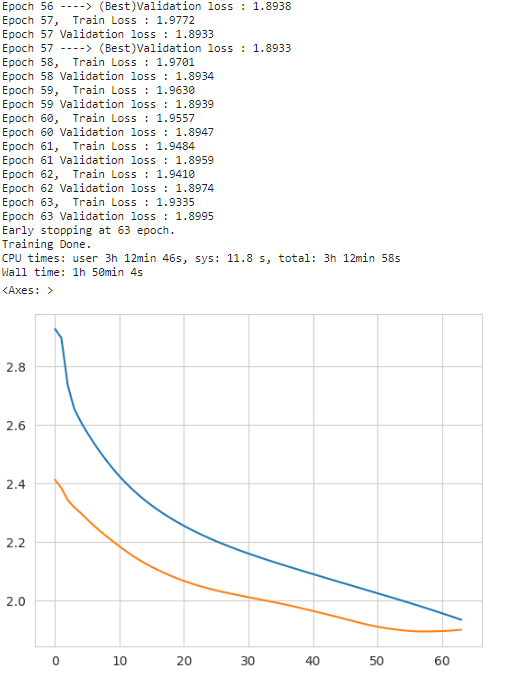 Epoch 56 ----> (Best)Validation loss : 1.8938
Epoch 57,  Train Loss : 1.9772
Epoch 57 Validation loss : 1.8933
Epoch 57 ----> (Best)Validation loss : 1.8933
Epoch 58,  Train Loss : 1.9701
Epoch 58 Validation loss : 1.8934
Epoch 59,  Train Loss : 1.9630
Epoch 59 Validation loss : 1.8939
Epoch 60,  Train Loss : 1.9557
Epoch 60 Validation loss : 1.8947
Epoch 61,  Train Loss : 1.9484
Epoch 61 Validation loss : 1.8959
Epoch 62,  Train Loss : 1.9410
Epoch 62 Validation loss : 1.8974
Epoch 63,  Train Loss : 1.9335
Epoch 63 Validation loss : 1.8995
Early stopping at 63 epoch.
Training Done.
CPU times: user 3h 12min 46s, sys: 11.8 s, total: 3h 12min 58s
Wall time: 1h 50min 4s
<Axes: >
2.8
2.6
2.4
2.2
2.0
0 10 20 30 40 50 60